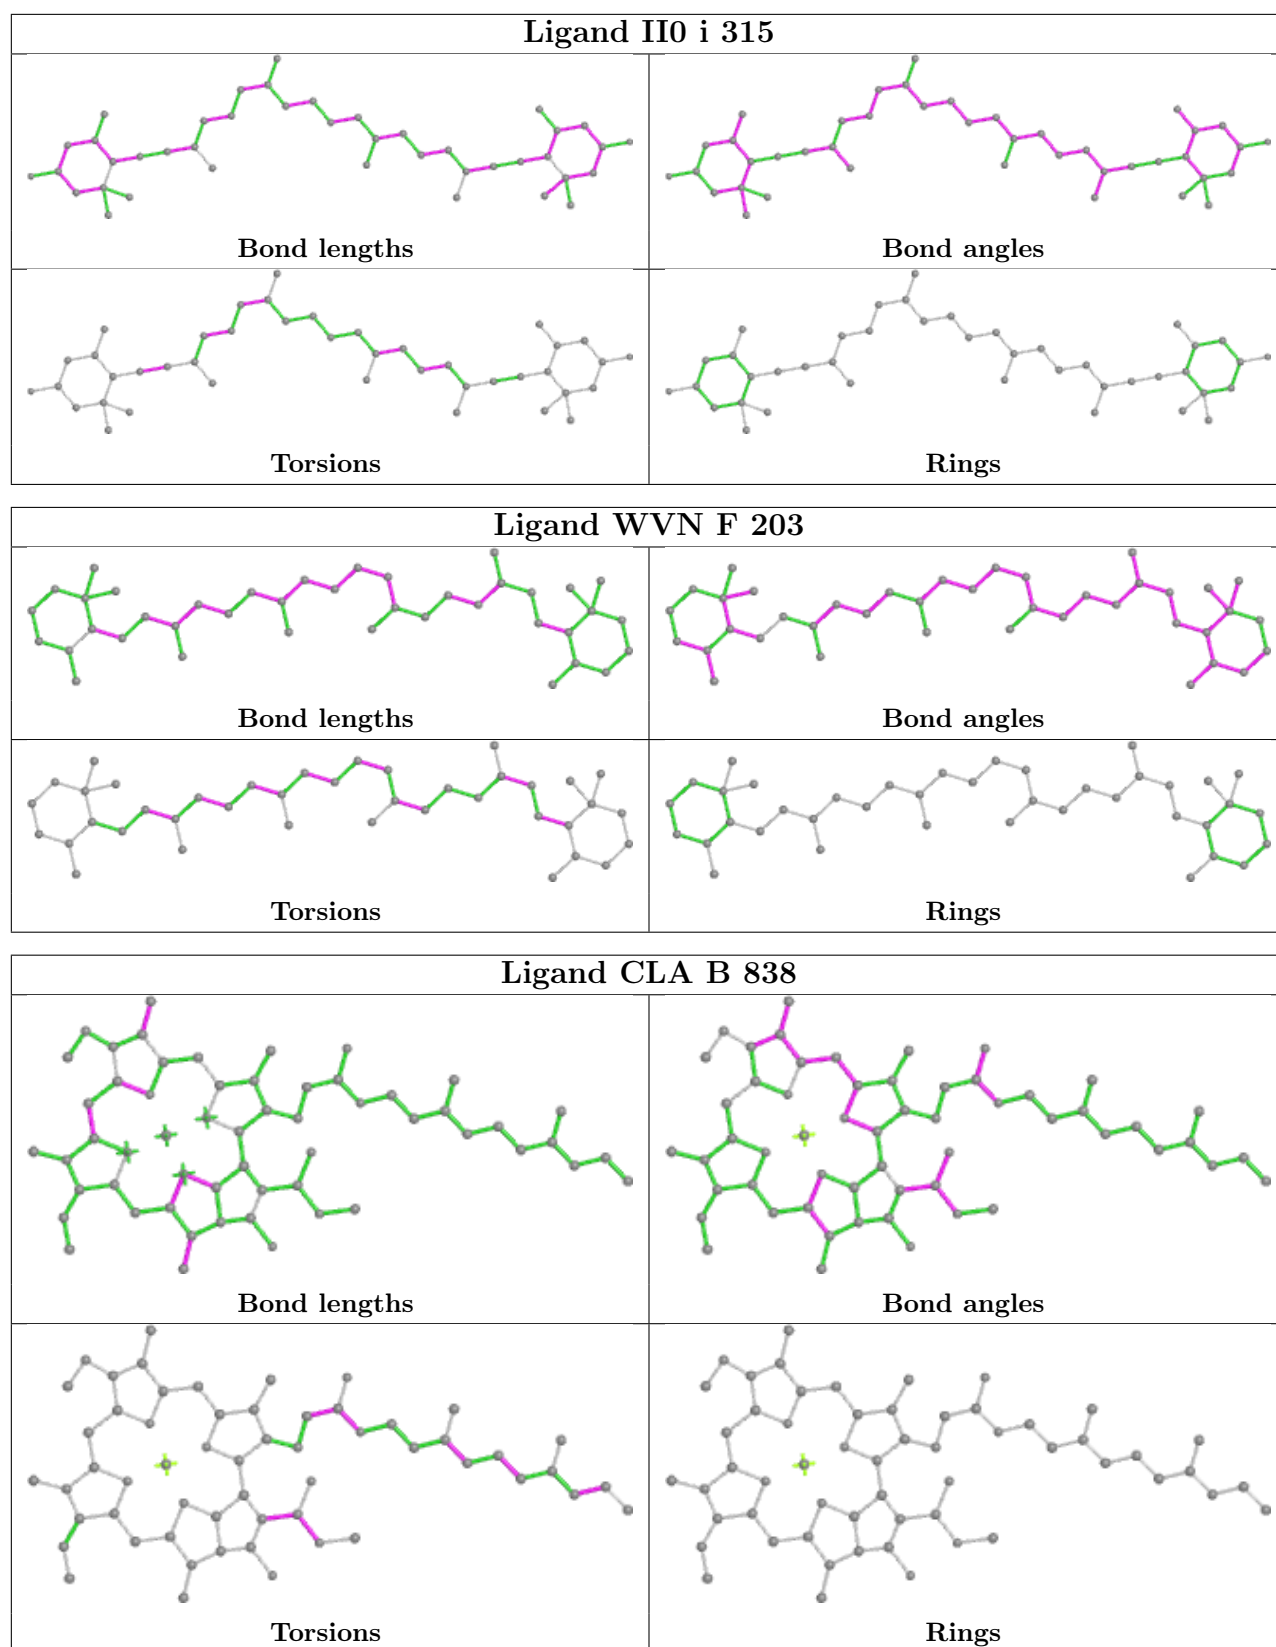 Ligand II0 i 315
Bond lengths
Bond angles
Torsions
Rings
Ligand WVN F 203
Bond lengths
Bond angles
Torsions
Rings
Ligand CLA B 838
Bond lengths
Bond angles
Torsions
Rings